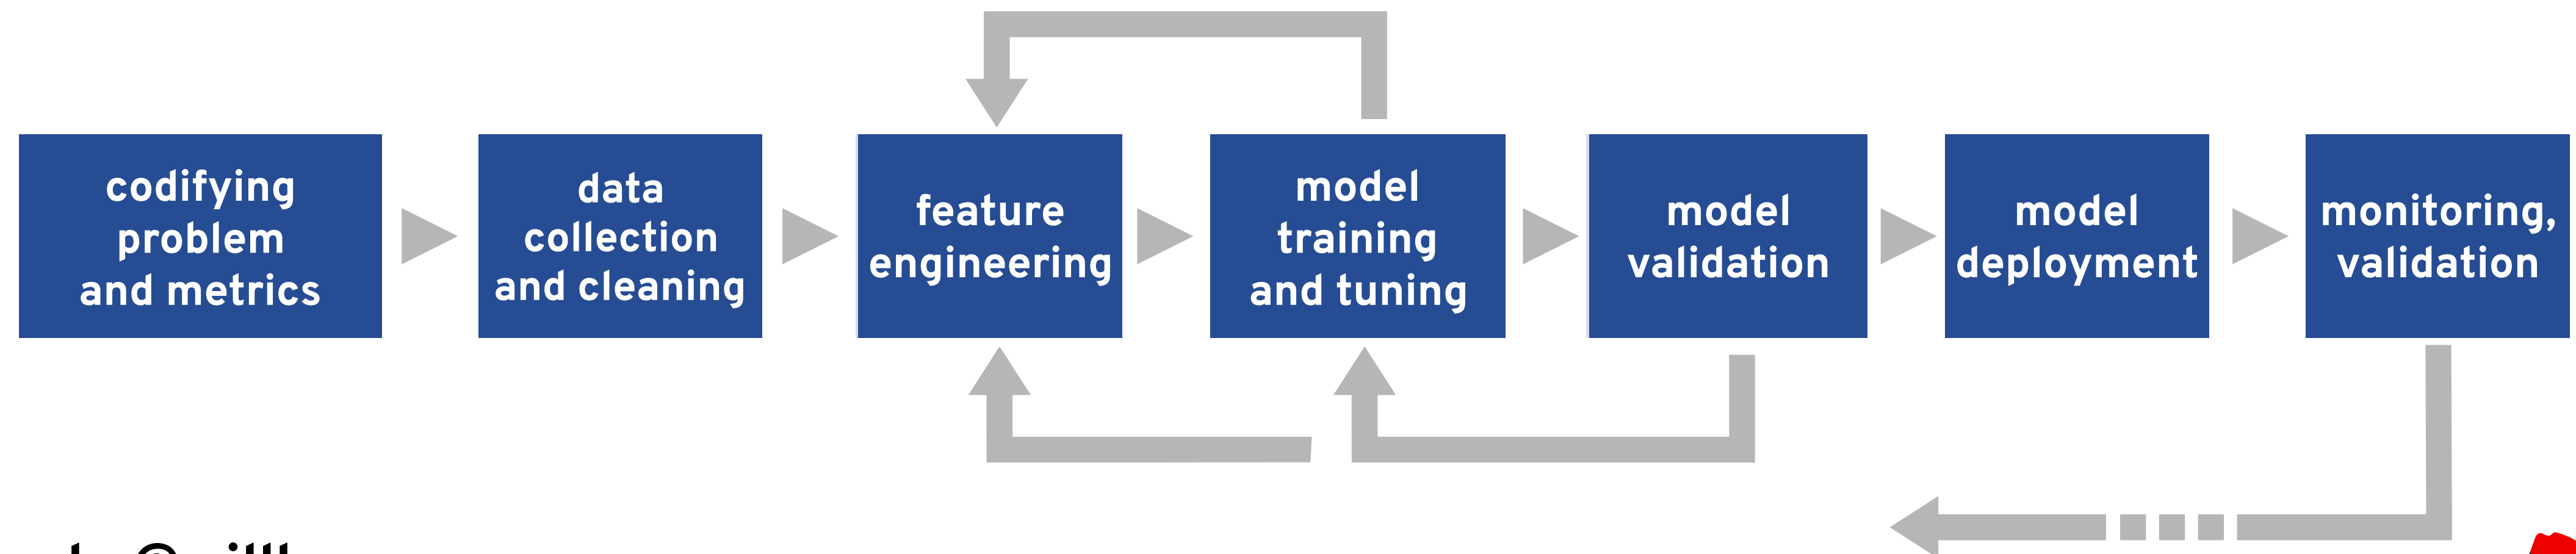 codifying
problem
and metrics
data
collection
and cleaning
feature
engineering
model
training
and tuning
model
validation
model
deployment
monitoring,
validation